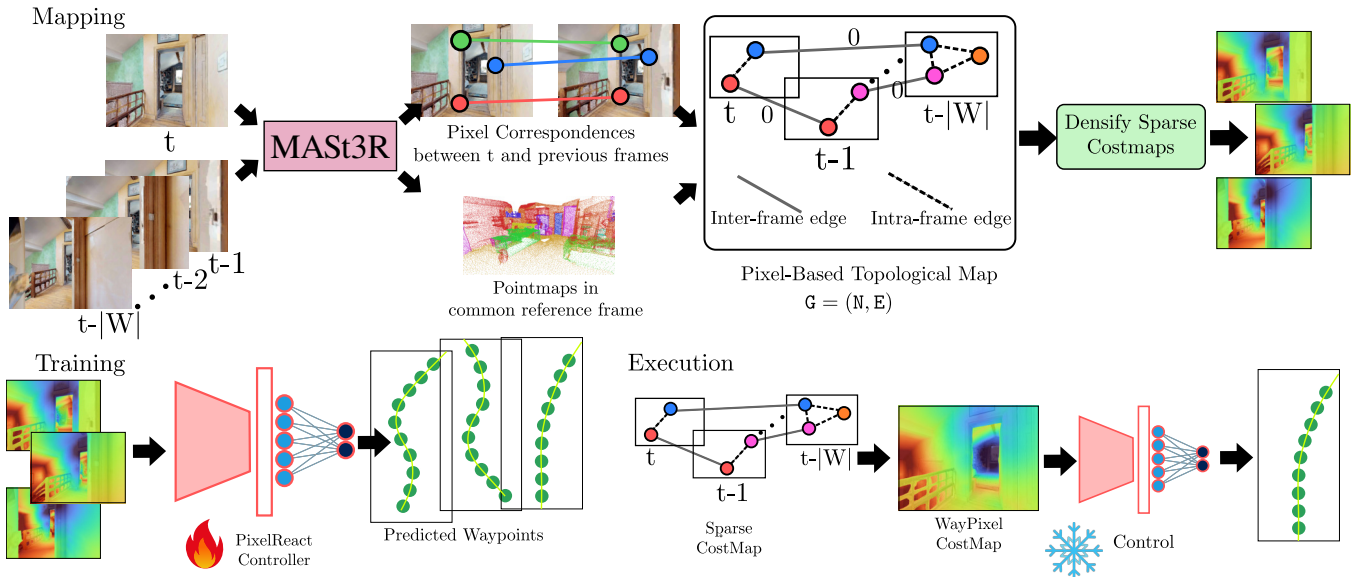 Mapping
t
t-1
t-2
t-|W|
MASt3R
Pixel Correspondences
between t and previous frames
Pointmaps in
common reference frame
0
0
0
t
t-1
t-|W|
Inter-frame edge
Intra-frame edge
Pixel-Based Topological Map
G = (N, E)
Densify Sparse
Costmaps
Training
PixelReact
Controller
Predicted Waypoints
Execution
t
t-1
t-|W|
Sparse
CostMap
WayPixel
CostMap
Control